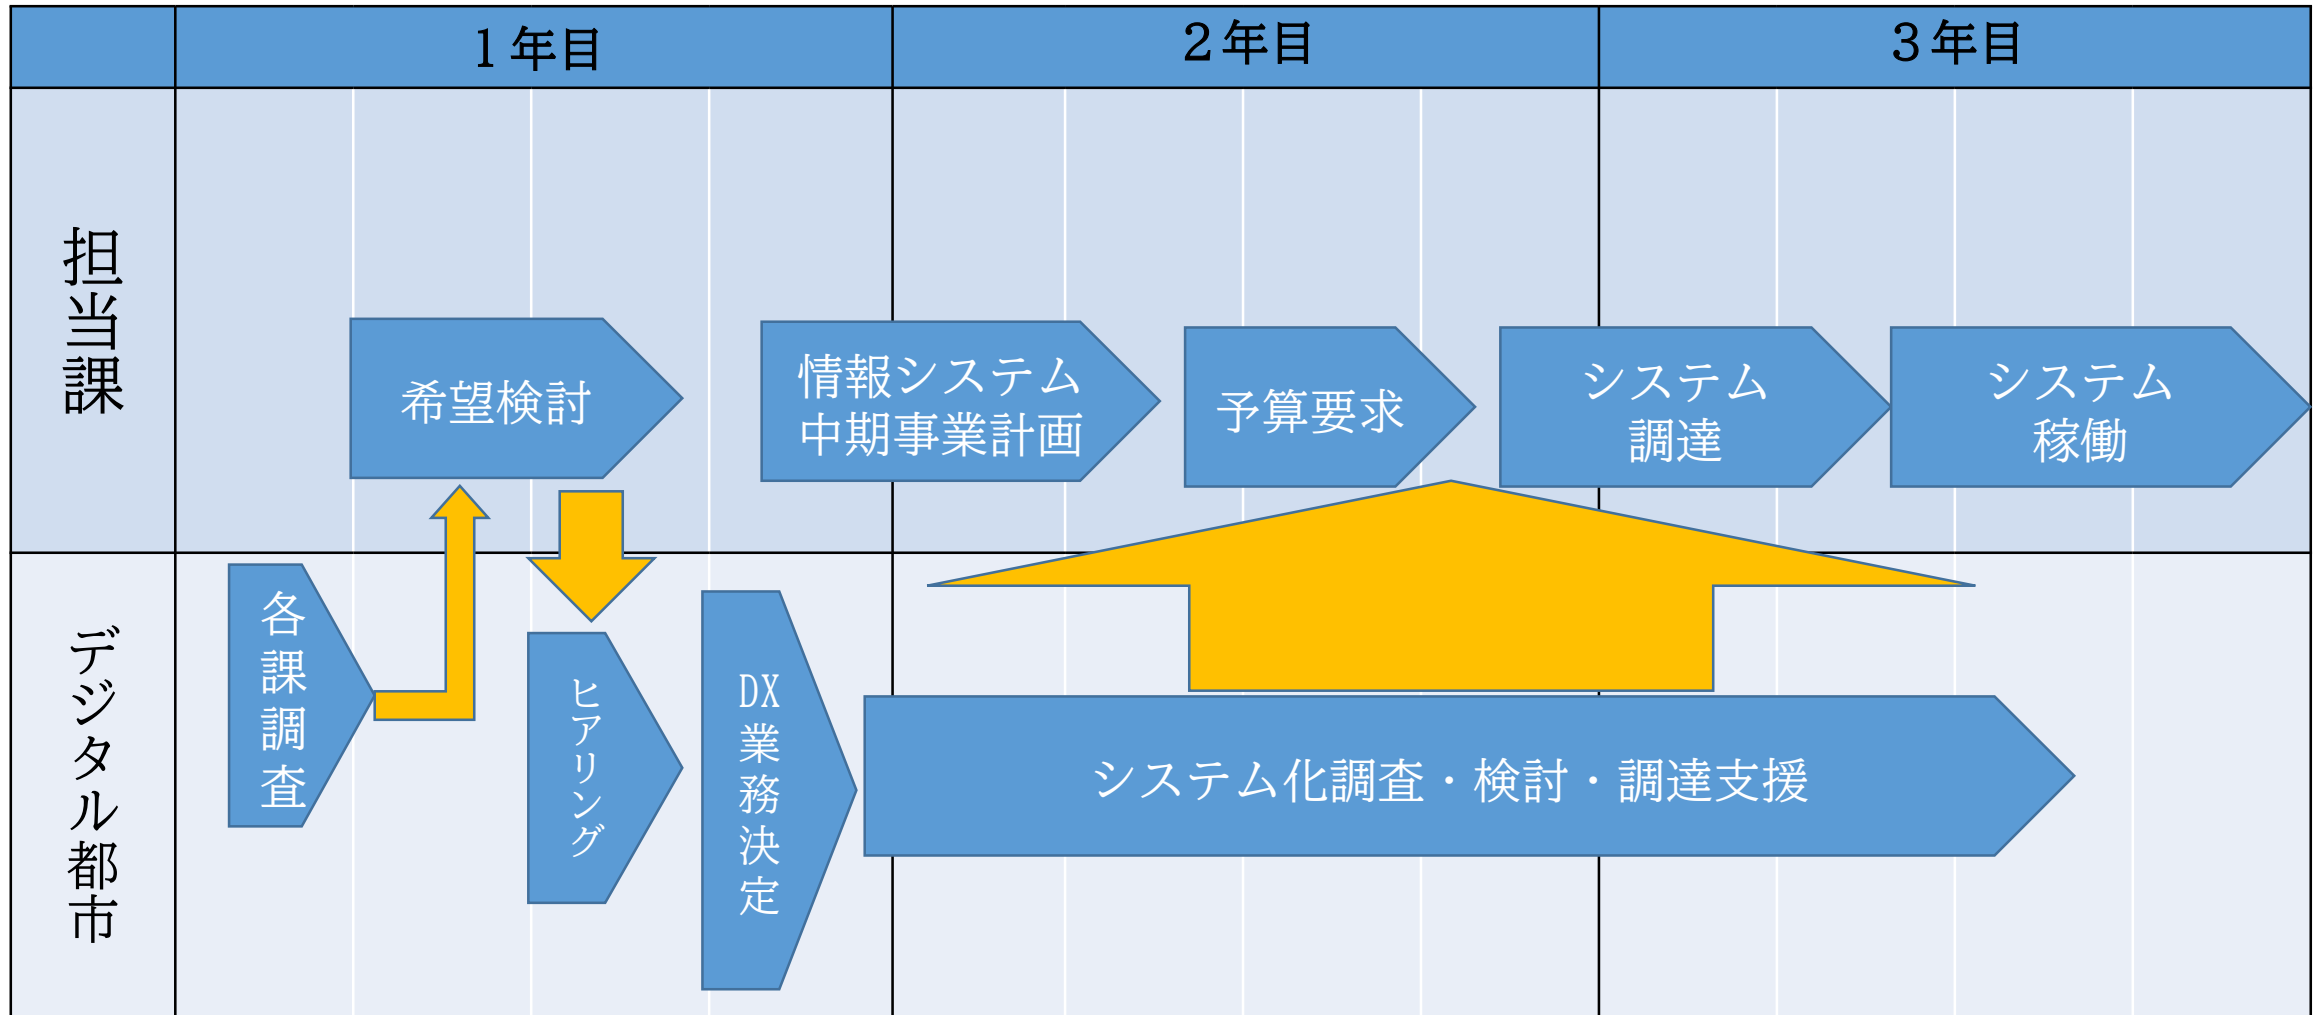 １年目
２年目
３年目
担当課
希望検討
情報システム
中期事業計画
予算要求
システム
調達
システム
稼働
デジタル都市
各課調査
ヒアリング
DX業務決定
システム化調査・検討・調達支援